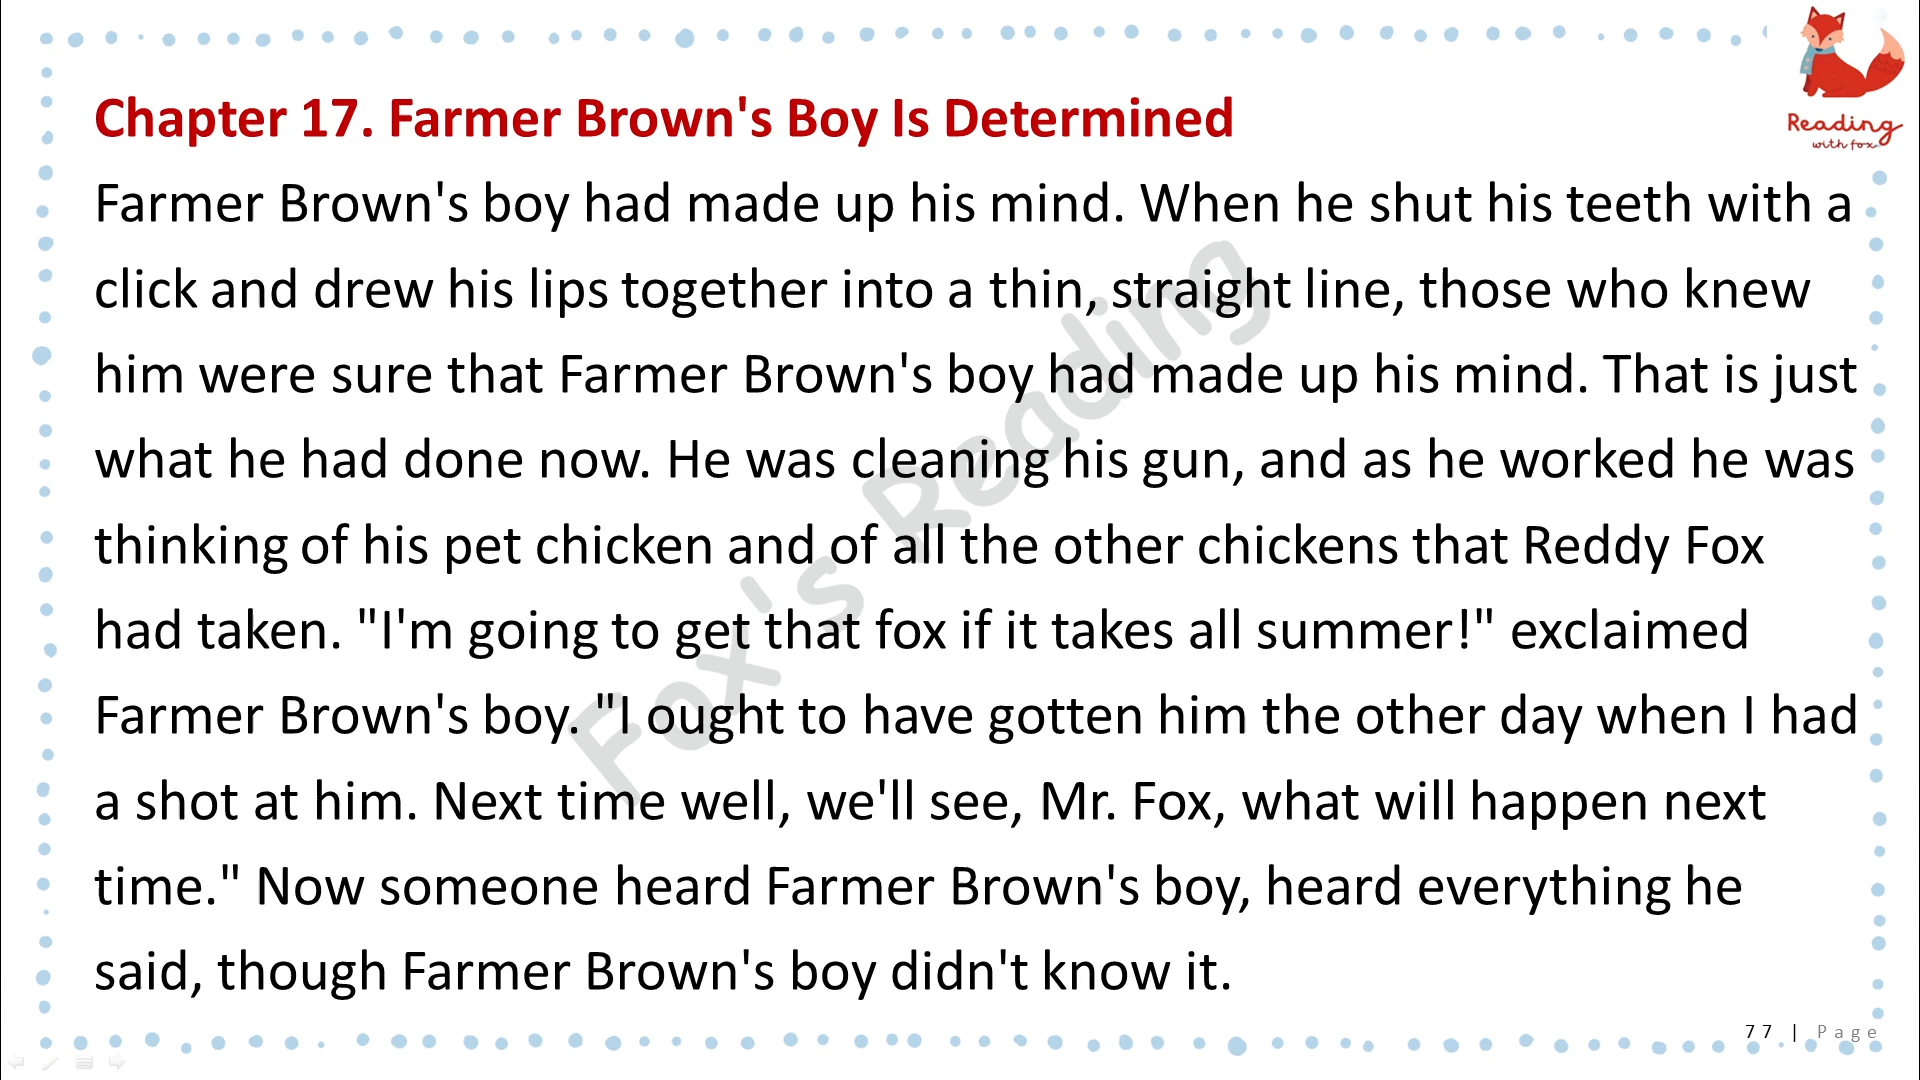 Reading
with fox
Chapter 17. Farmer Brown's Boy Is Determined
Farmer Brown's boy had made up his mind. When he shut his teeth with a
click and drew his lips together into a thin, straight line, those who knew
him were sure that Farmer Brown's boy had made up his mind. That is just
what he had done now. He was cleaning his gun, and as he worked he was
thinking of his pet chicken and of all the other chickens that Reddy Fox
had taken. "I'm going to get that fox if it takes all summer!" exclaimed
Farmer Brown's boy. "I ought to have gotten him the other day when I had
a shot at him. Next time well, we'll see, Mr. Fox, what will happen next
time." Now someone heard Farmer Brown's boy, heard everything he
said, though Farmer Brown's boy didn't know it.
Fox's Reading
77 | Page